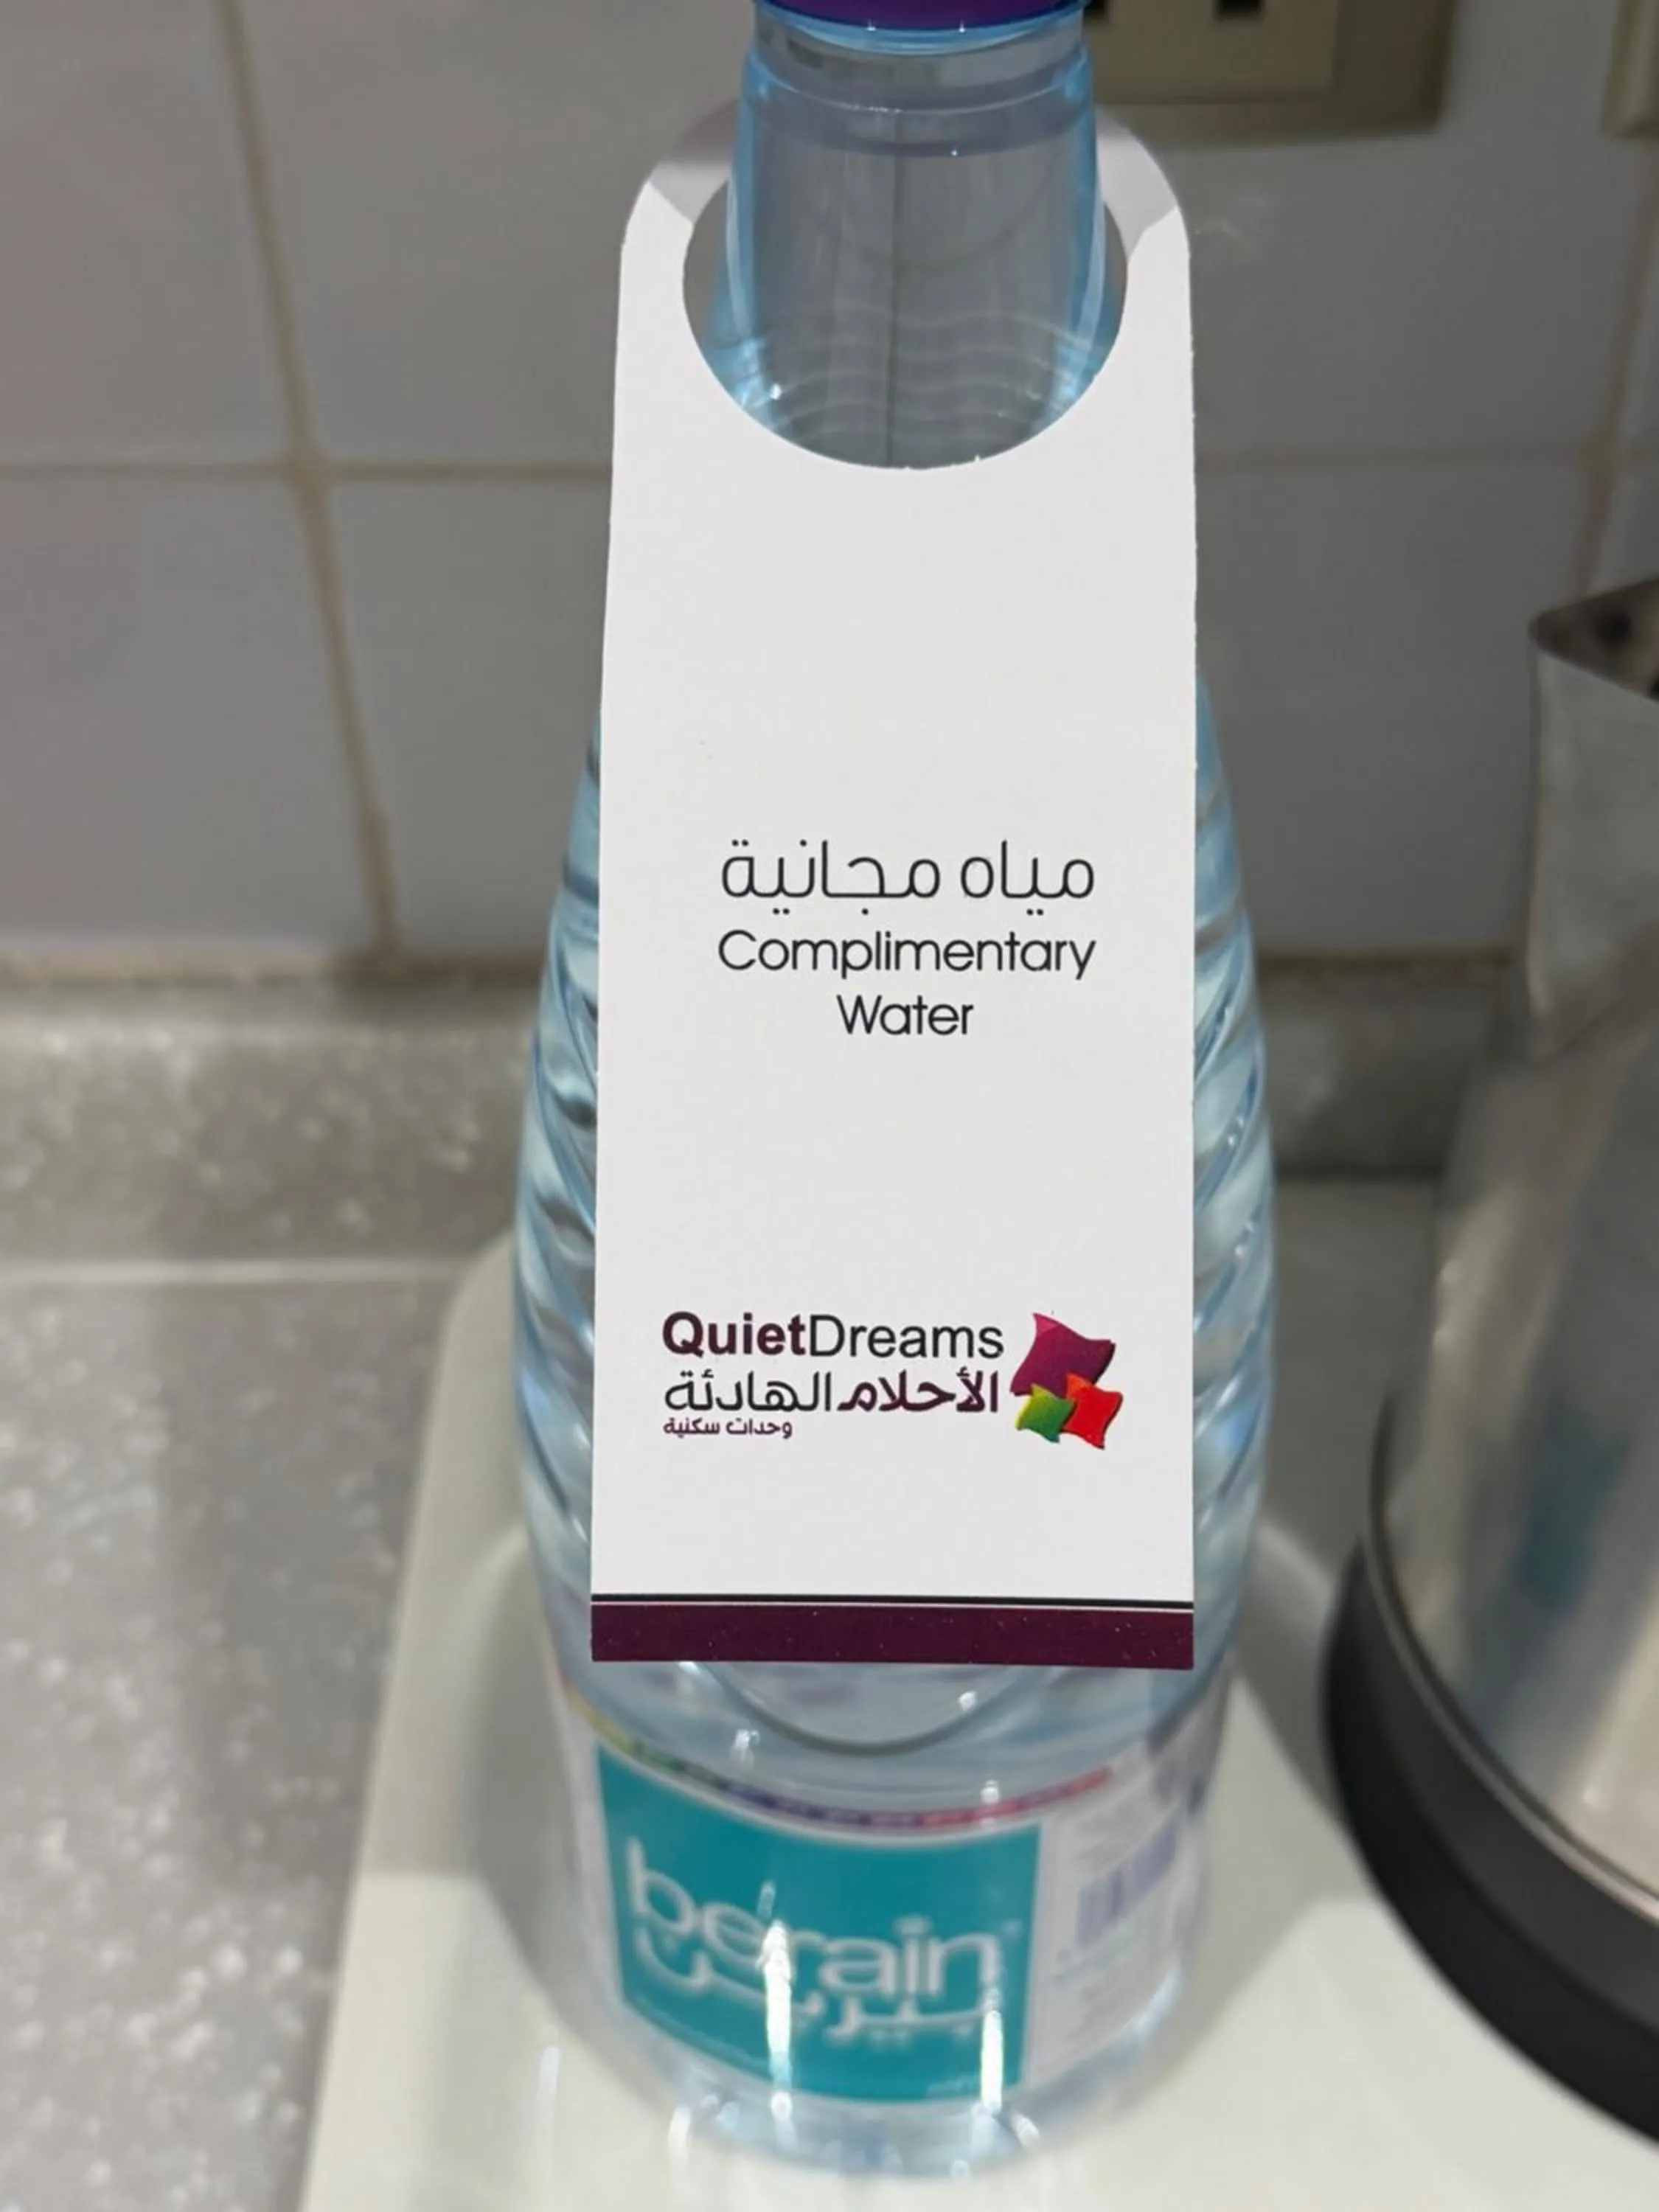 مياه مجانية
Complimentary
Water
QuietDreams
الأحلام الهادئة
وحدات سكنية
berain
بيرين